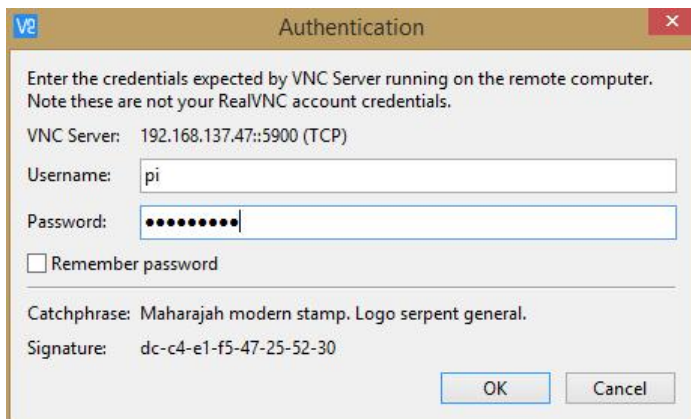 V2
Authentication
Enter the credentials expected by VNC Server running on the remote computer.
Note these are not your RealVNC account credentials.
VNC Server: 192.168.137.47::5900 (TCP)
Username: pi
Password: •••••••••
Remember password
Catchphrase: Maharajah modern stamp. Logo serpent general.
Signature: dc-c4-e1-f5-47-25-52-30
OK Cancel